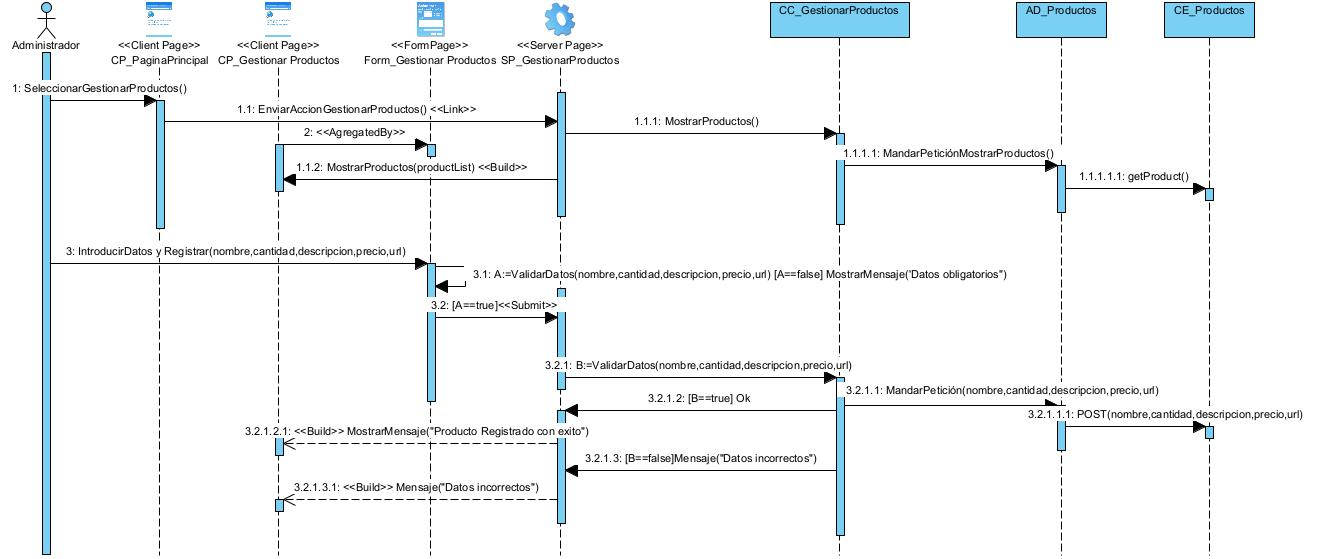 Administrador
<<Client Page>>
CP_PaginaPrincipal
<<Client Page>>
CP_Gestionar Productos
<<FormPage>>
Form_Gestionar Productos
<<Server Page>>
SP_GestionarProductos
CC_GestionarProductos
AD_Productos
CE_Productos
1: SeleccionarGestionarProductos()
1.1: EnviarAccionGestionarProductos() <<Link>>
1.1.1: MostrarProductos()
2: <<AgregatedBy>>
1.1.1.1: MandarPeticiónMostrarProductos()
1.1.2: MostrarProductos(productList) <<Build>>
1.1.1.1.1: getProduct()
3: IntroducirDatos y Registrar(nombre,cantidad,descripcion,precio,url)
3.1: A:=ValidarDatos(nombre,cantidad,descripcion,precio,url) [A==false] MostrarMensaje('Datos obligatorios")
3.2: [A==true]<<Submit>>
3.2.1: B:=ValidarDatos(nombre,cantidad,descripcion,precio,url)
3.2.1.1: MandarPetición(nombre,cantidad,descripcion,precio,url)
3.2.1.2: [B==true] Ok
3.2.1.1.1: POST(nombre,cantidad,descripcion,precio,url)
3.2.1.2.1: <<Build>> MostrarMensaje("Producto Registrado con exito")
3.2.1.3: [B==false]Mensaje("Datos incorrectos")
3.2.1.3.1: <<Build>> Mensaje("Datos incorrectos")